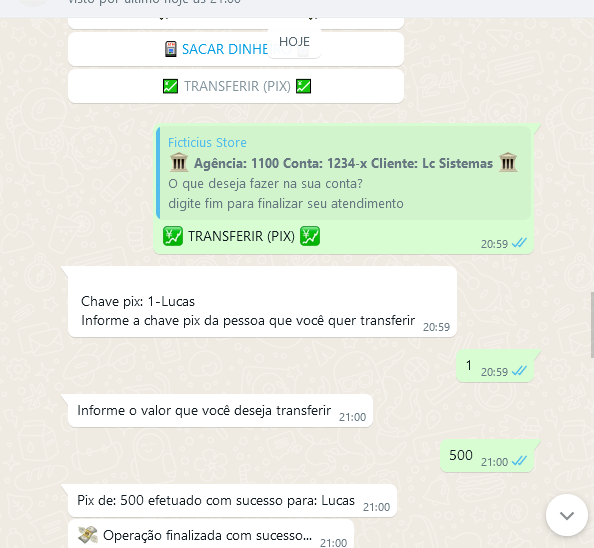 visto por último hoje às 21:00
HOJE
SACAR DINHE
TRANSFERIR (PIX)
Ficticius Store
Agência: 1100 Conta: 1234-x Cliente: Lc Sistemas
O que deseja fazer na sua conta?
digite fim para finalizar seu atendimento
TRANSFERIR (PIX)
20:59
Chave pix: 1-Lucas
Informe a chave pix da pessoa que você quer transferir
20:59
1
20:59
Informe o valor que você deseja transferir
21:00
500
21:00
Pix de: 500 efetuado com sucesso para: Lucas
21:00
Operação finalizada com sucesso...
21:00